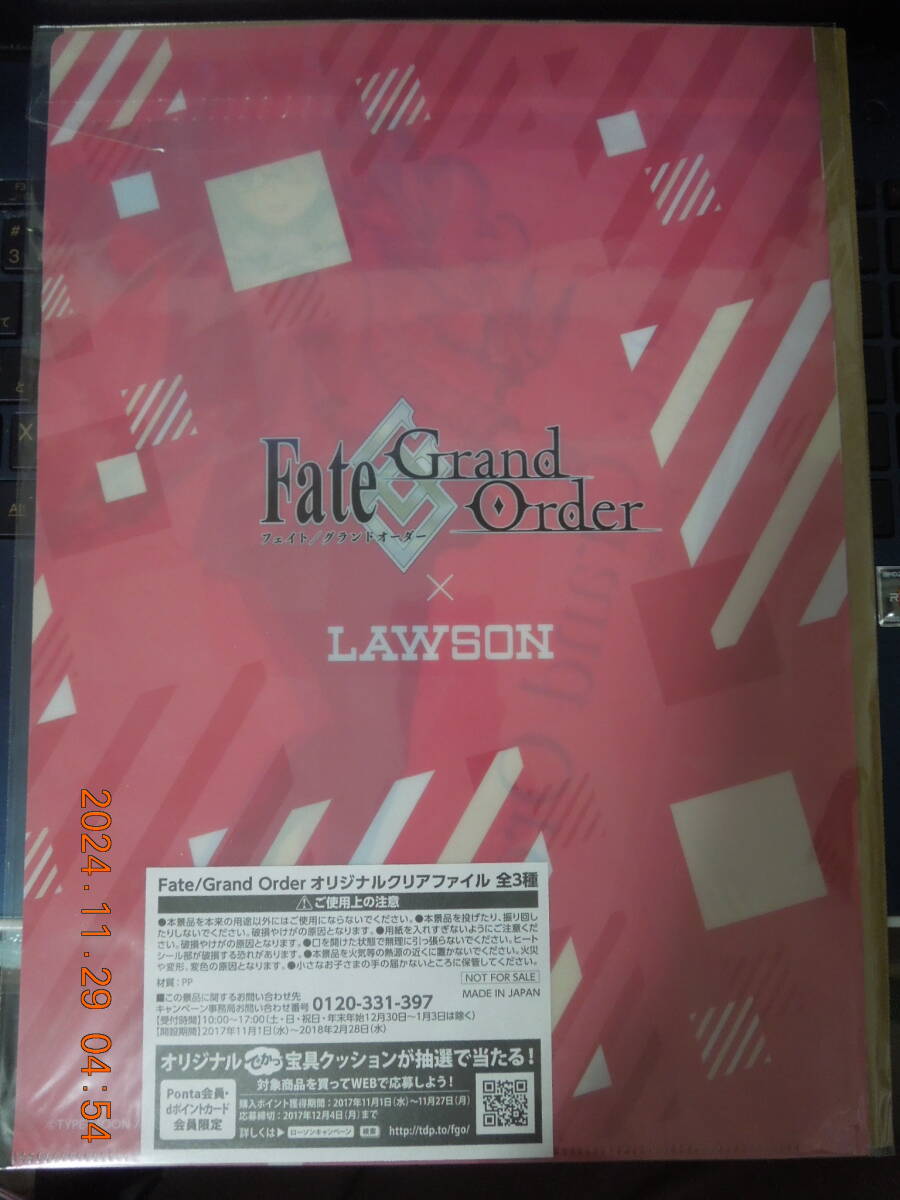 Fate
Grand
Order
フェイト/グランドオーダー
×
LAWSON
Fate/Grand Order オリジナルクリアファイル 全3種
ご使用上の注意
●本景品を本来の用途以外にはご使用にならないでください。●本景品を投げたり、振り回し
たりしないでください。破損やけがの原因となります。●用紙を入れすぎないようにご注意くださ
い。破損やけがの原因となります。●口を開けた状態で無理に引っ張らないでください。ヒート
シール部が破損する恐れがあります。●本景品を火気等の熱源の近くに置かないでください。火災
や変形、変色の原因となります。●小さなお子さまの手の届かないところに保管してください。
材質：PP
NOT FOR SALE
MADE IN JAPAN
■この景品に関するお問い合わせ先
キャンペーン事務局お問い合わせ番号 0120-331-397
【受付時間】10:00～17:00（土・日・祝日・年末年始12月30日～1月3日は除く）
【開設期間】2017年11月1日（水）～2018年2月28日（水）
オリジナルでかっ宝具クッションが抽選で当たる！
Ponta会員・
dポイントカード
会員限定
対象商品を買ってWEBで応募しよう！
購入ポイント獲得期間：2017年11月1日（水）～11月27日（月）
応募締切：2017年12月4日（月）まで
詳しくは▶ ローソンキャンペーン 検索 http://tdp.to/fgo/
©TYPE-MOON /
2024.11.29 04:54
F3
#
3
X
Alt